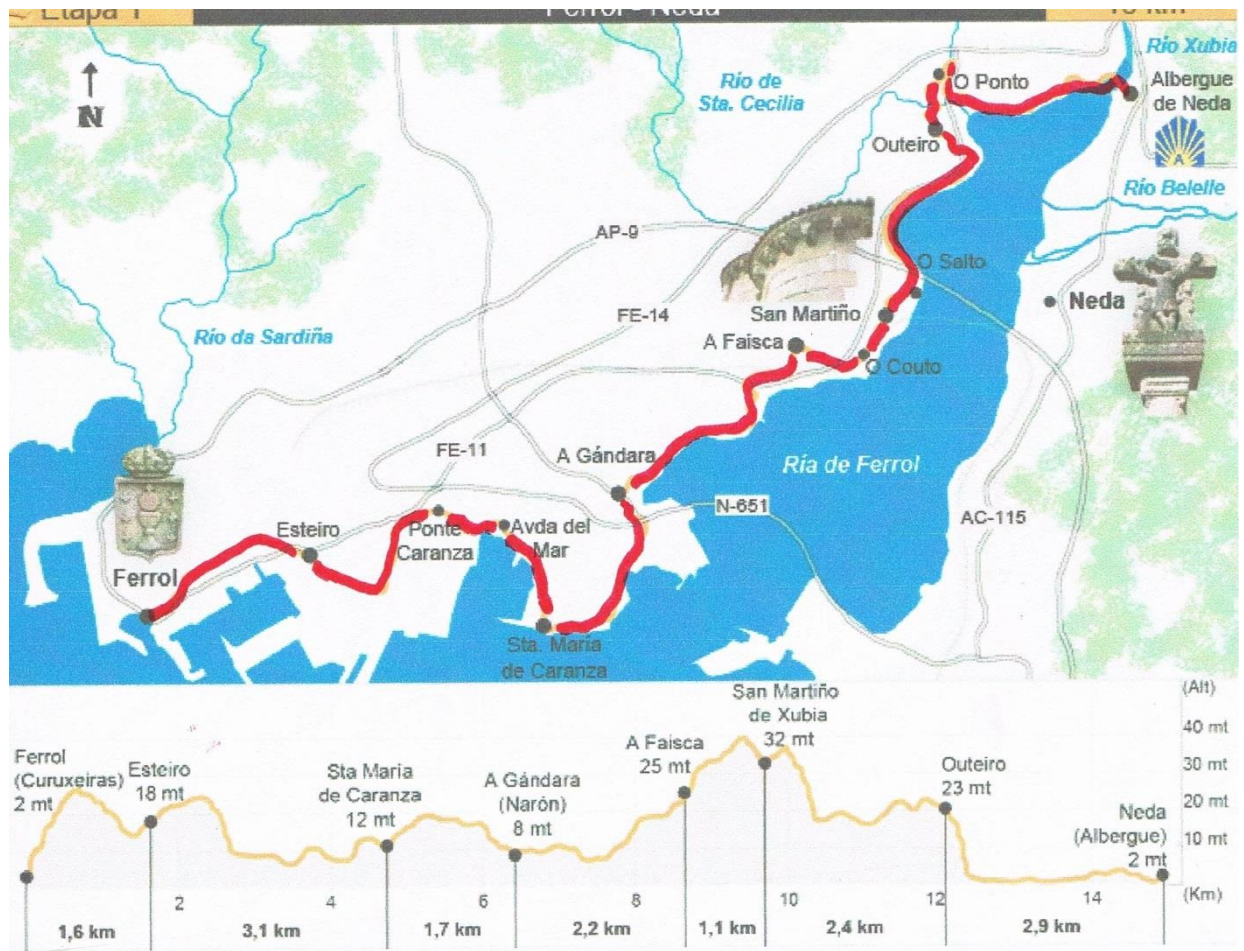 Etapa 1
Ferrol - Neda
N
Río Xubia
O Ponto
Albergue
de Neda
A
Río de
Sta. Cecilia
Outeiro
Río Belelle
AP-9
O Salto
Neda
San Martiño
FE-14
Río da Sardiña
A Faisca
O Couto
FE-11
A Gándara
Ría de Ferrol
N-651
AC-115
Esteiro
Ponte
Caranza
Avda del
Mar
Ferrol
Sta. María
de Caranza
(Alt)
40 mt
30 mt
20 mt
10 mt
(Km)
Ferrol
(Curuxeiras)
2 mt
Esteiro
18 mt
Sta Maria
de Caranza
12 mt
A Gándara
(Narón)
8 mt
A Faisca
25 mt
San Martiño
de Xubia
32 mt
Outeiro
23 mt
Neda
(Albergue)
2 mt
2
4
6
8
10
12
14
1,6 km
3,1 km
1,7 km
2,2 km
1,1 km
2,4 km
2,9 km